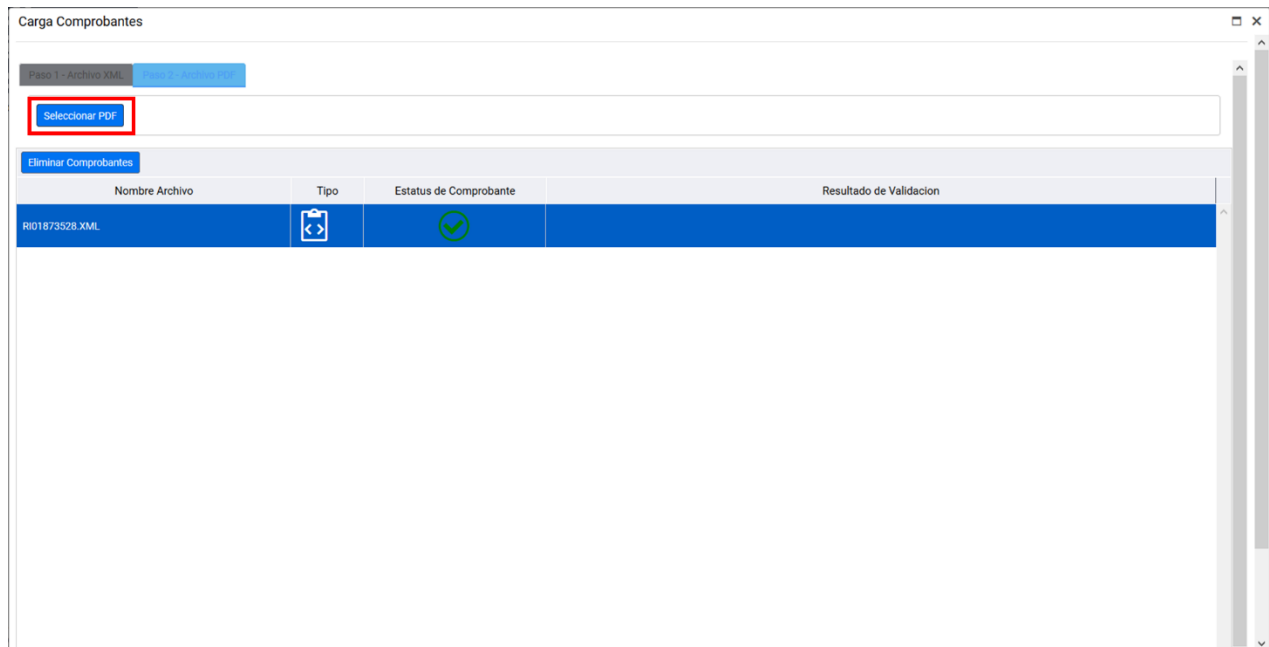 Carga Comprobantes
Paso 1 - Archivo XML Paso 2 - Archivo PDF
Seleccionar PDF
Eliminar Comprobantes
Nombre Archivo Tipo Estatus de Comprobante Resultado de Validacion
RI01873528.XML